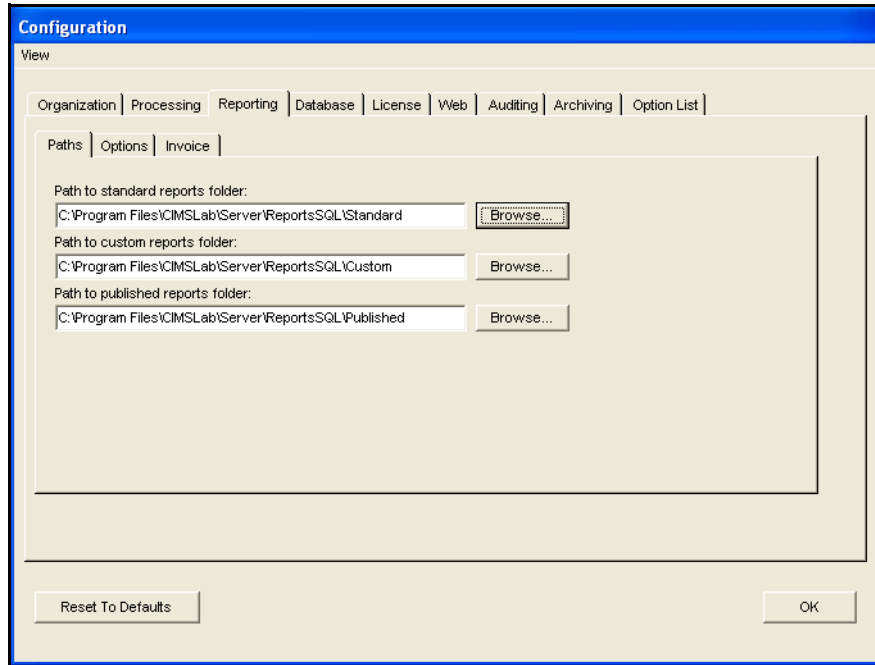 Configuration
View
Organization Processing Reporting Database License Web Auditing Archiving Option List
Paths Options Invoice
Path to standard reports folder:
C:\Program Files\CIMSLab\Server\ReportsSQL\Standard Browse...
Path to custom reports folder:
C:\Program Files\CIMSLab\Server\ReportsSQL\Custom Browse...
Path to published reports folder:
C:\Program Files\CIMSLab\Server\ReportsSQL\Published Browse...
Reset To Defaults OK